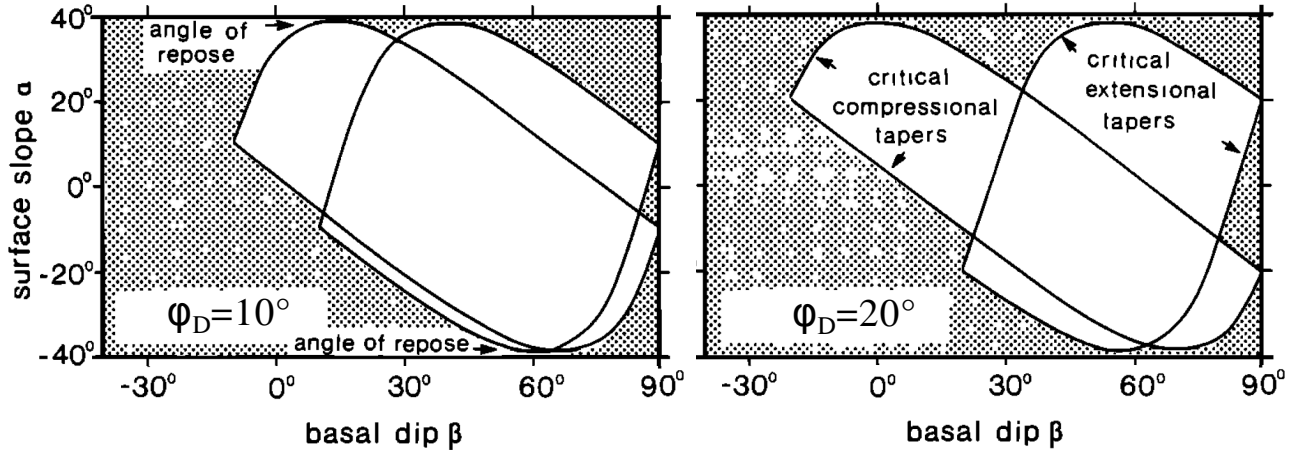 40°
20°
0°
-20°
-40°
surface slope α
angle of
repose
φD=10°
angle of repose
-30°
0°
30°
60°
90°
basal dip β
critical
compressional
tapers
critical
extensional
tapers
φD=20°
-30°
0°
30°
60°
90°
basal dip β